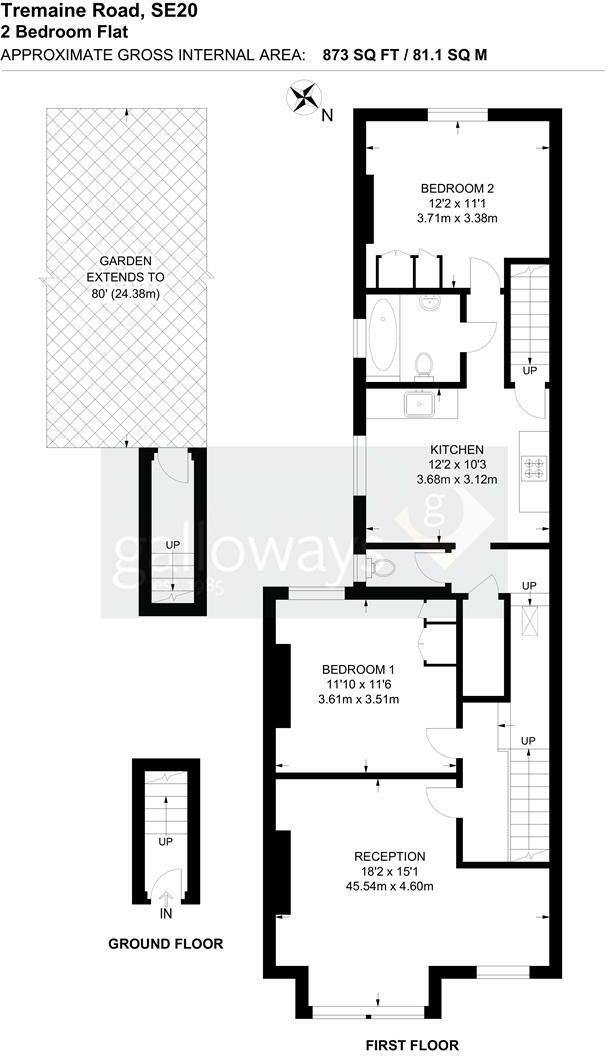 Tremaine Road, SE20
2 Bedroom Flat
APPROXIMATE GROSS INTERNAL AREA: 873 SQ FT / 81.1 SQ M
N
BEDROOM 2
12'2 x 11'1
3.71m x 3.38m
GARDEN
EXTENDS TO
80' (24.38m)
UP
KITCHEN
12'2 x 10'3
3.68m x 3.12m
g
galloways
EST. 1985
UP
UP
BEDROOM 1
11'10 x 11'6
3.61m x 3.51m
UP
UP
IN
RECEPTION
18'2 x 15'1
45.54m x 4.60m
GROUND FLOOR
FIRST FLOOR